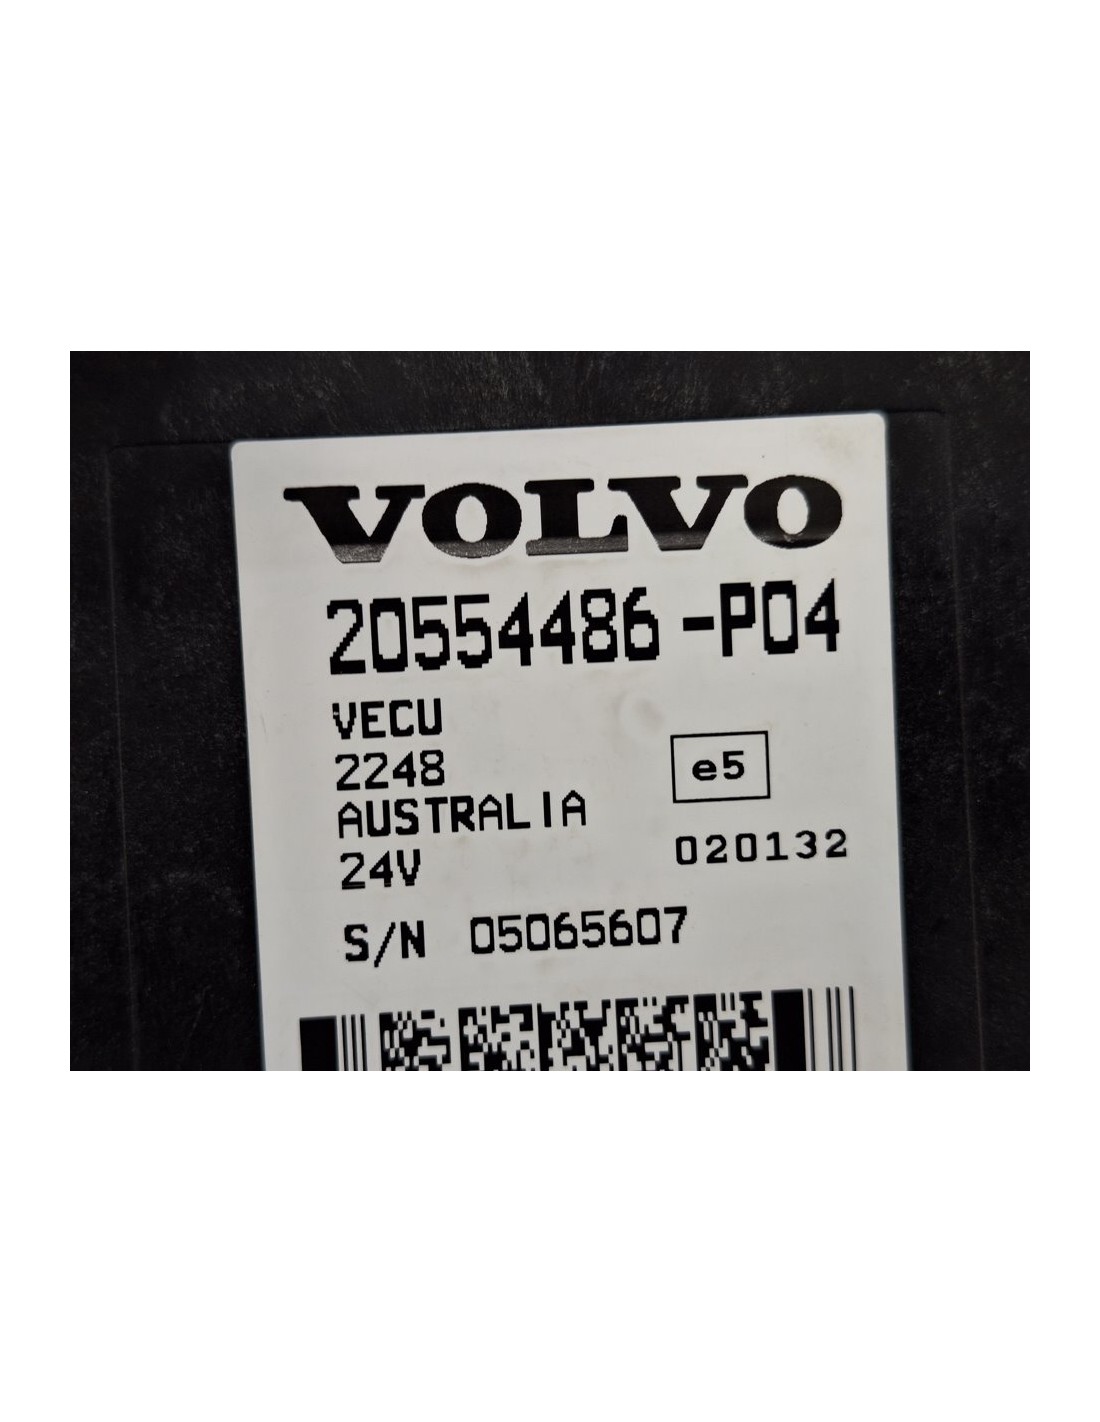 VOLVO
20554486-P04
VECU
2248
e5
AUSTRALIA
24V
020132
S/N 05065607